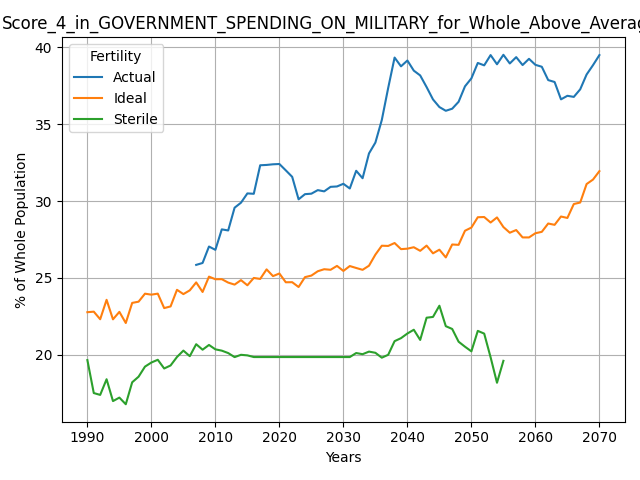 Score_4_in_GOVERNMENT_SPENDING_ON_MILITARY_for_Whole_Above_Averag
Fertility
Actual
Ideal
Sterile
% of Whole Population
40
35
30
25
20
1990 2000 2010 2020 2030 2040 2050 2060 2070
Years